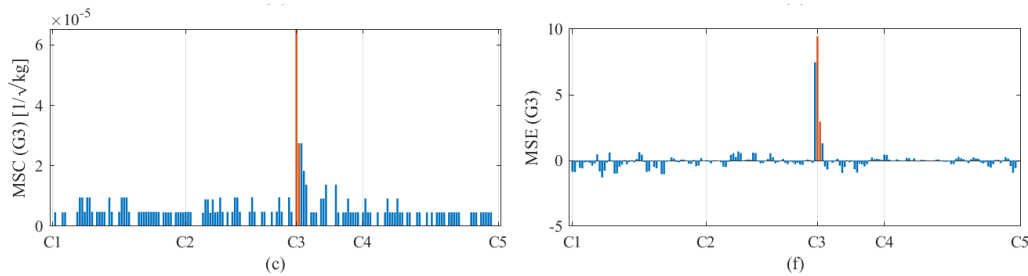 ×10⁻⁵
6
4
2
0
MSC (G3) [1/√kg]
C1 C2 C3 C4 C5
(c)
10
5
0
-5
MSE (G3)
C1 C2 C3 C4 C5
(f)